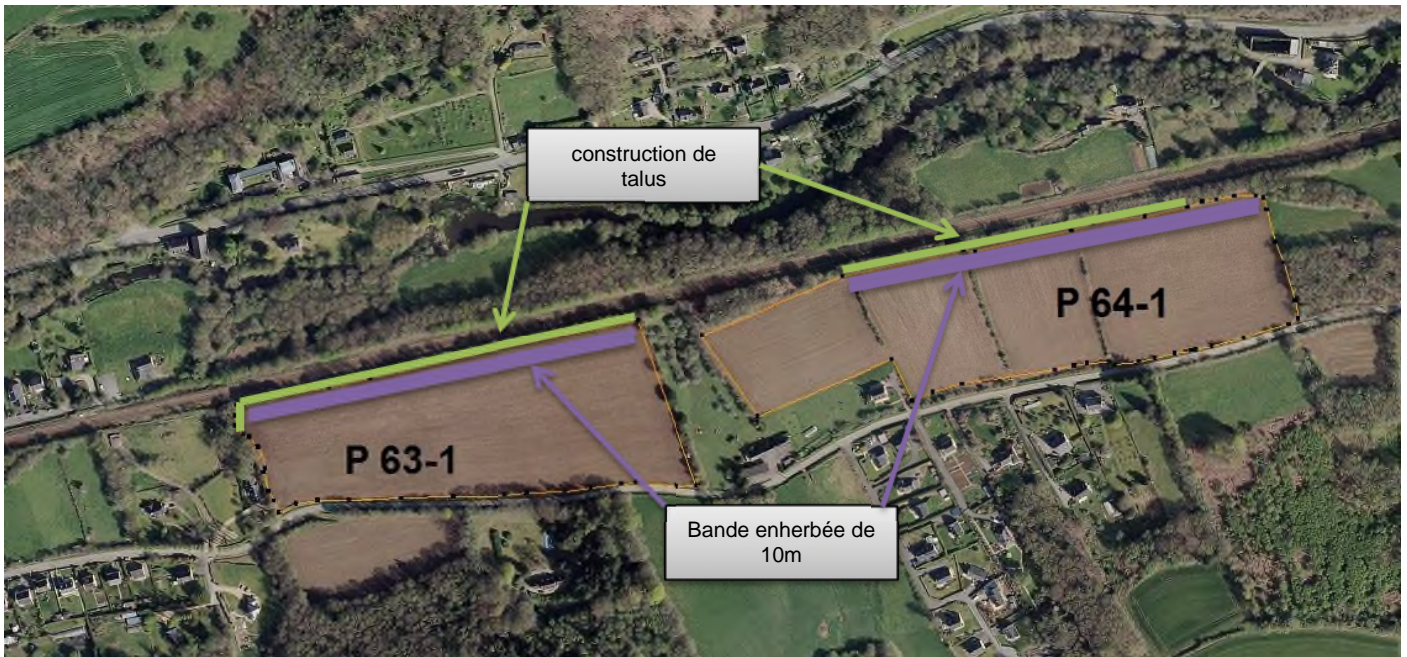 construction de
talus
P 64-1
P 63-1
Bande enherbée de
10m